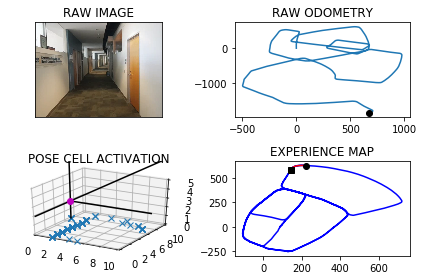 RAW IMAGE
RAW ODOMETRY
0
−1000
−500 0 500 1000
POSE CELL ACTIVATION
5
4
3
2
1
0
0 2 4 6 8 10
0 2 4 6 8 10
EXPERIENCE MAP
500
250
0
−250
0 200 400 600